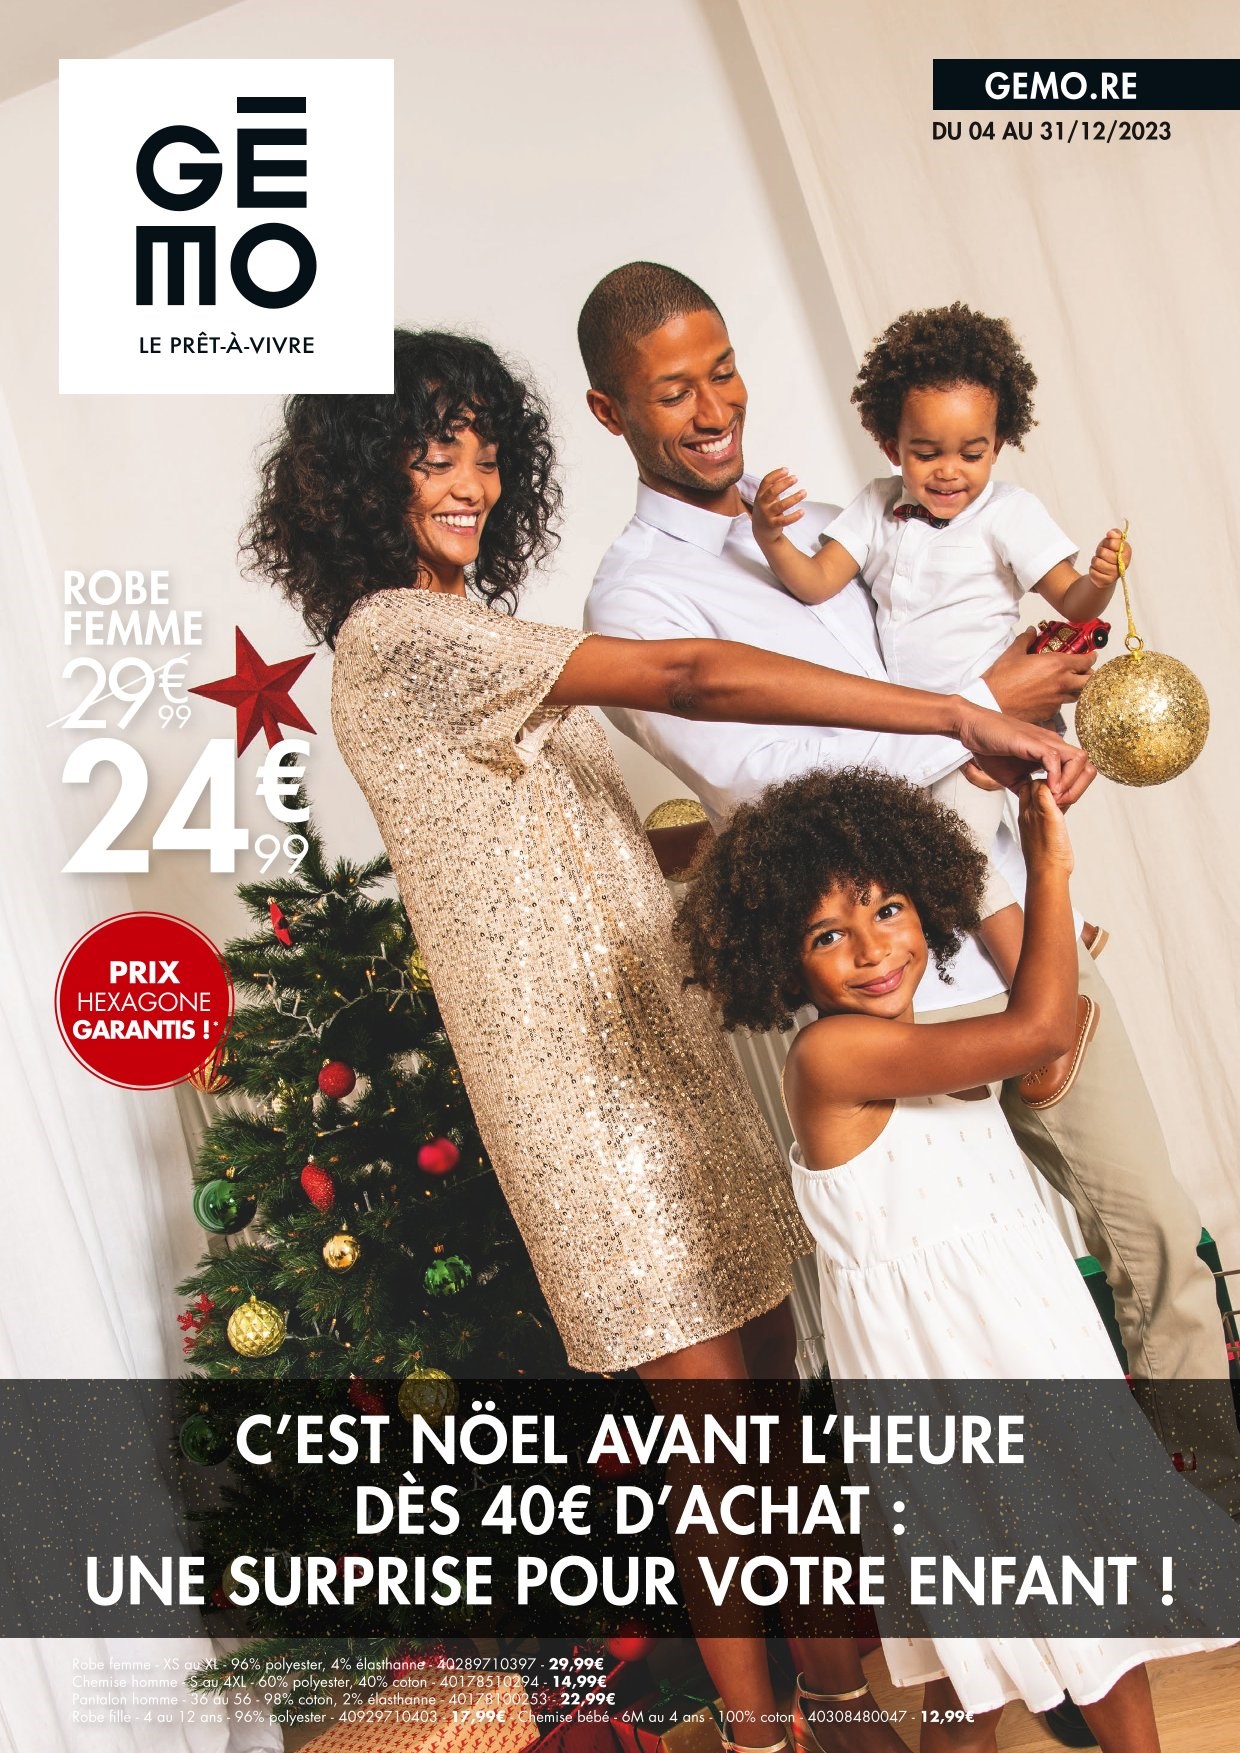 GĒ
MO
LE PRÊT-À-VIVRE
GEMO.RE
DU 04 AU 31/12/2023
ROBE
FEMME
29€99
24€99
PRIX
HEXAGONE
GARANTIS !*
C’EST NÖEL AVANT L’HEURE
DÈS 40€ D’ACHAT :
UNE SURPRISE POUR VOTRE ENFANT !
Robe femme - XS au XL - 96% polyester, 4% élasthanne - 40289710397 - 29,99€
Chemise homme - S au 4XL - 60% polyester, 40% coton - 40178510294 - 14,99€
Pantalon homme - 36 au 56 - 98% coton, 2% élasthanne - 40178100253 - 22,99€
Robe fille - 4 au 12 ans - 96% polyester - 40929710403 - 17,99€ - Chemise bébé - 6M au 4 ans - 100% coton - 40308480047 - 12,99€